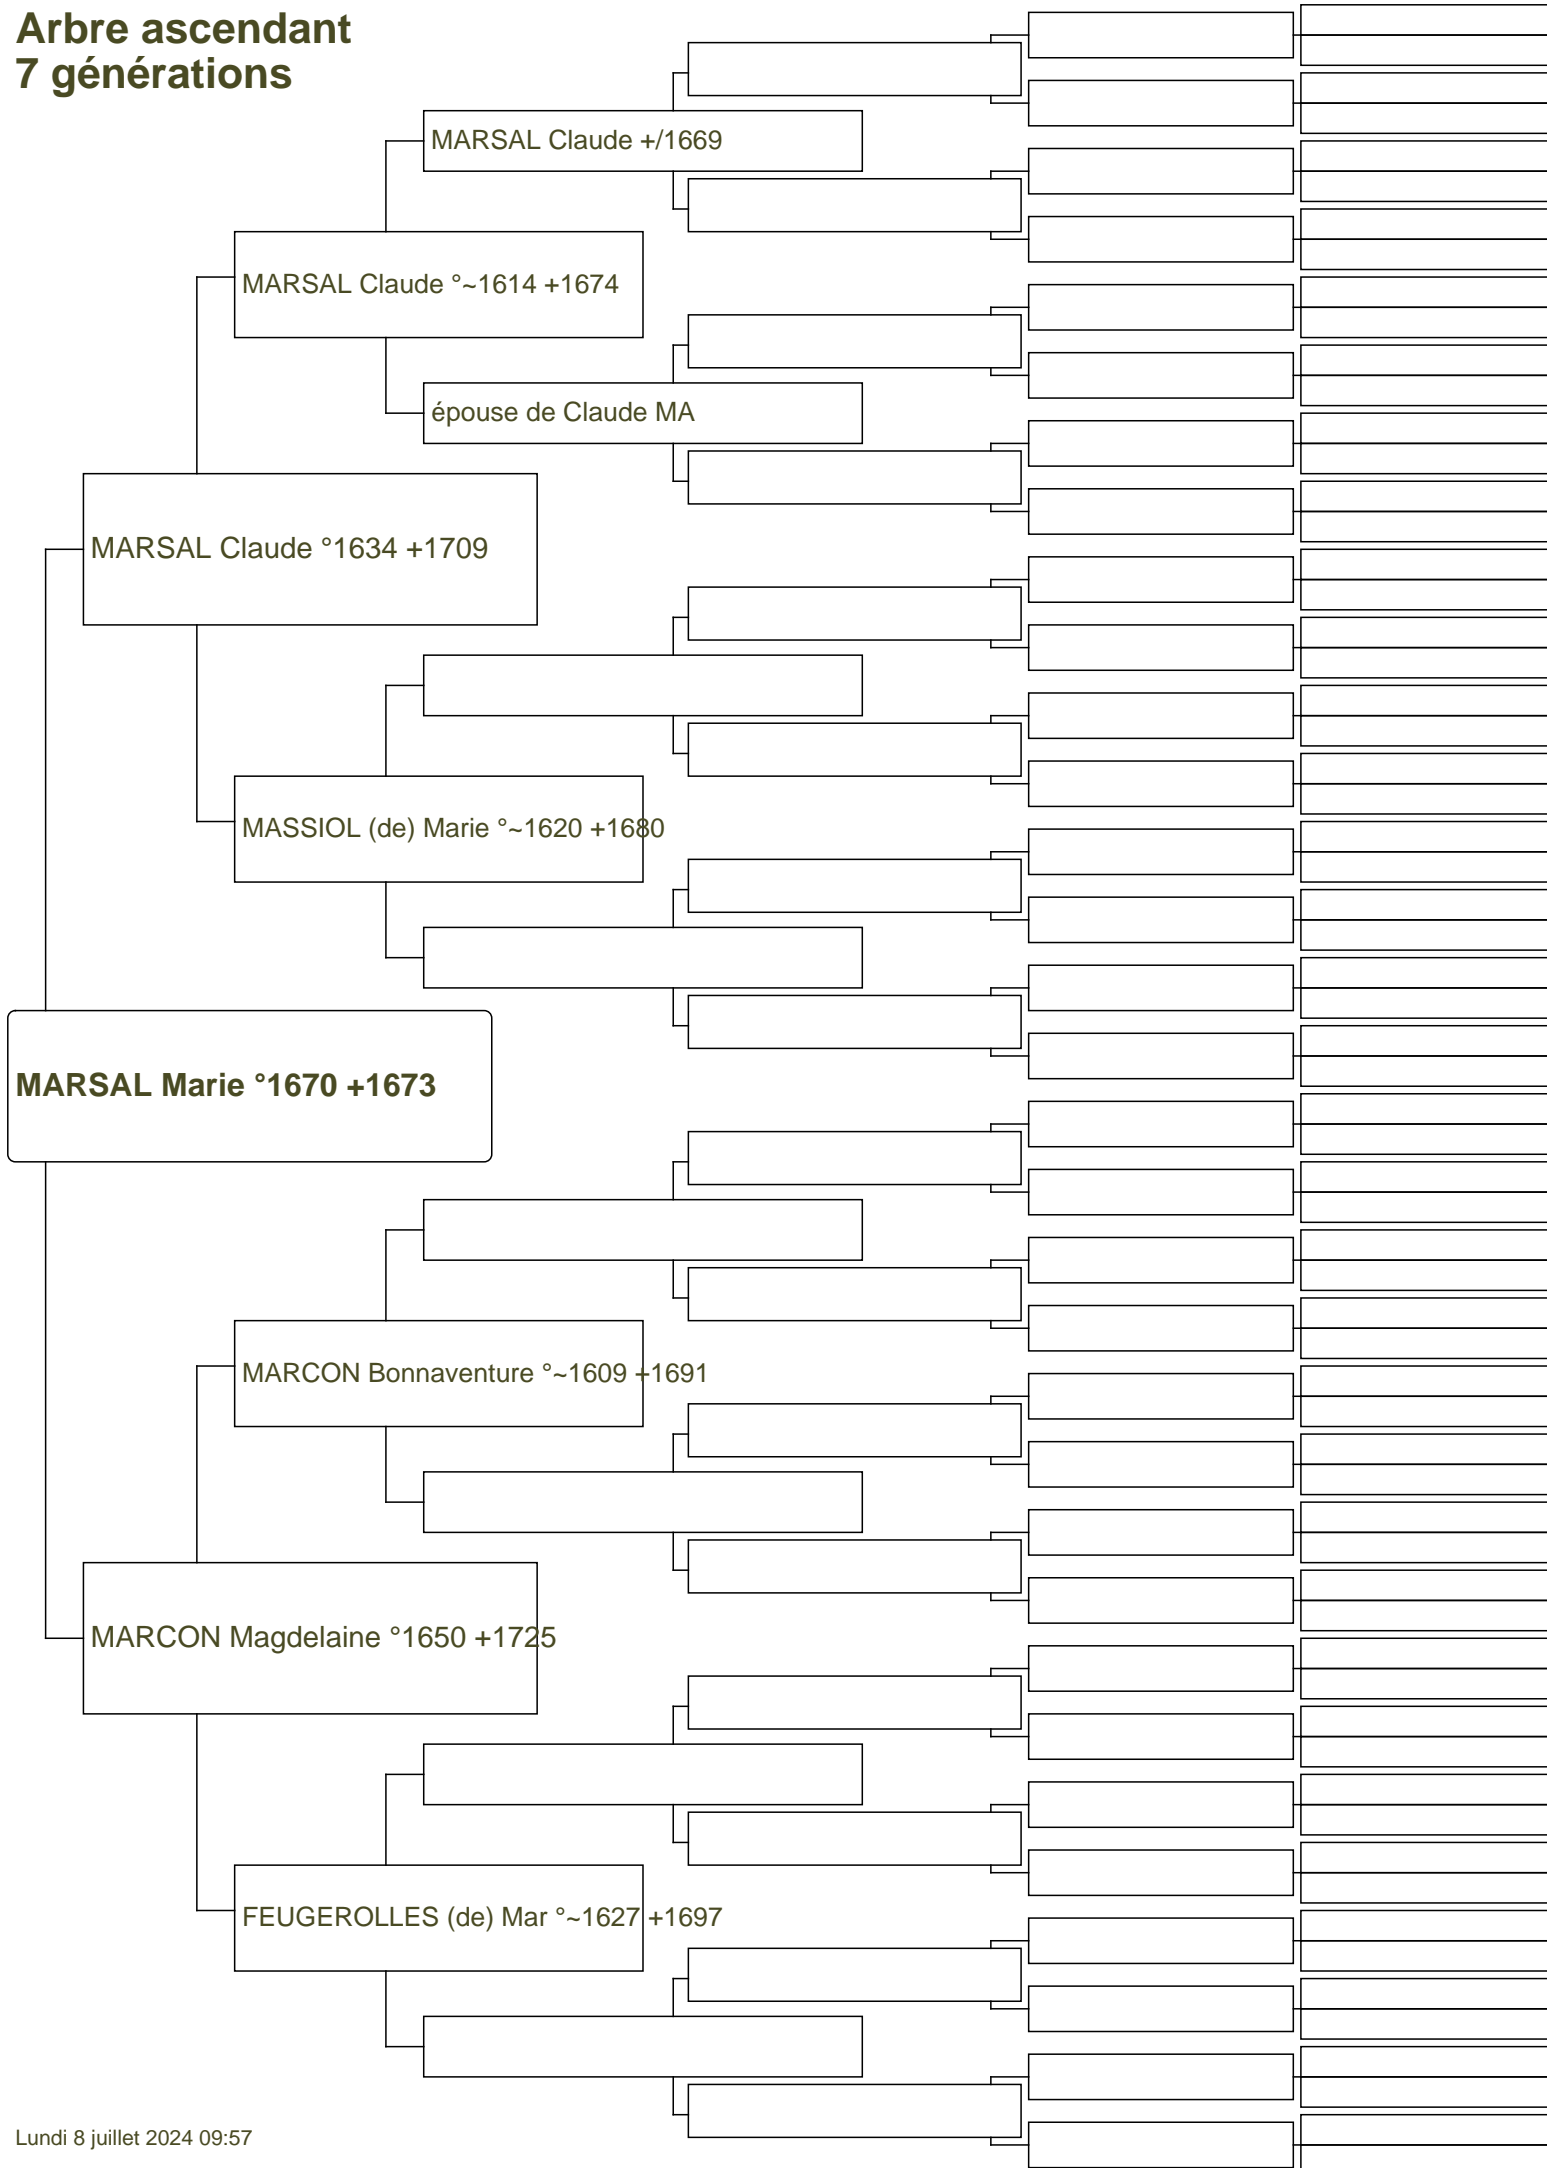 Arbre ascendant
7 générations
MARSAL Claude +/1669
MARSAL Claude °~1614 +1674
épouse de Claude MA
MARSAL Claude °1634 +1709
MASSIOL (de) Marie °~1620 +1680
MARSAL Marie °1670 +1673
MARCON Bonnaventure °~1609 +1691
MARCON Magdelaine °1650 +1725
FEUGEROLLES (de) Mar °~1627 +1697
Lundi 8 juillet 2024 09:57